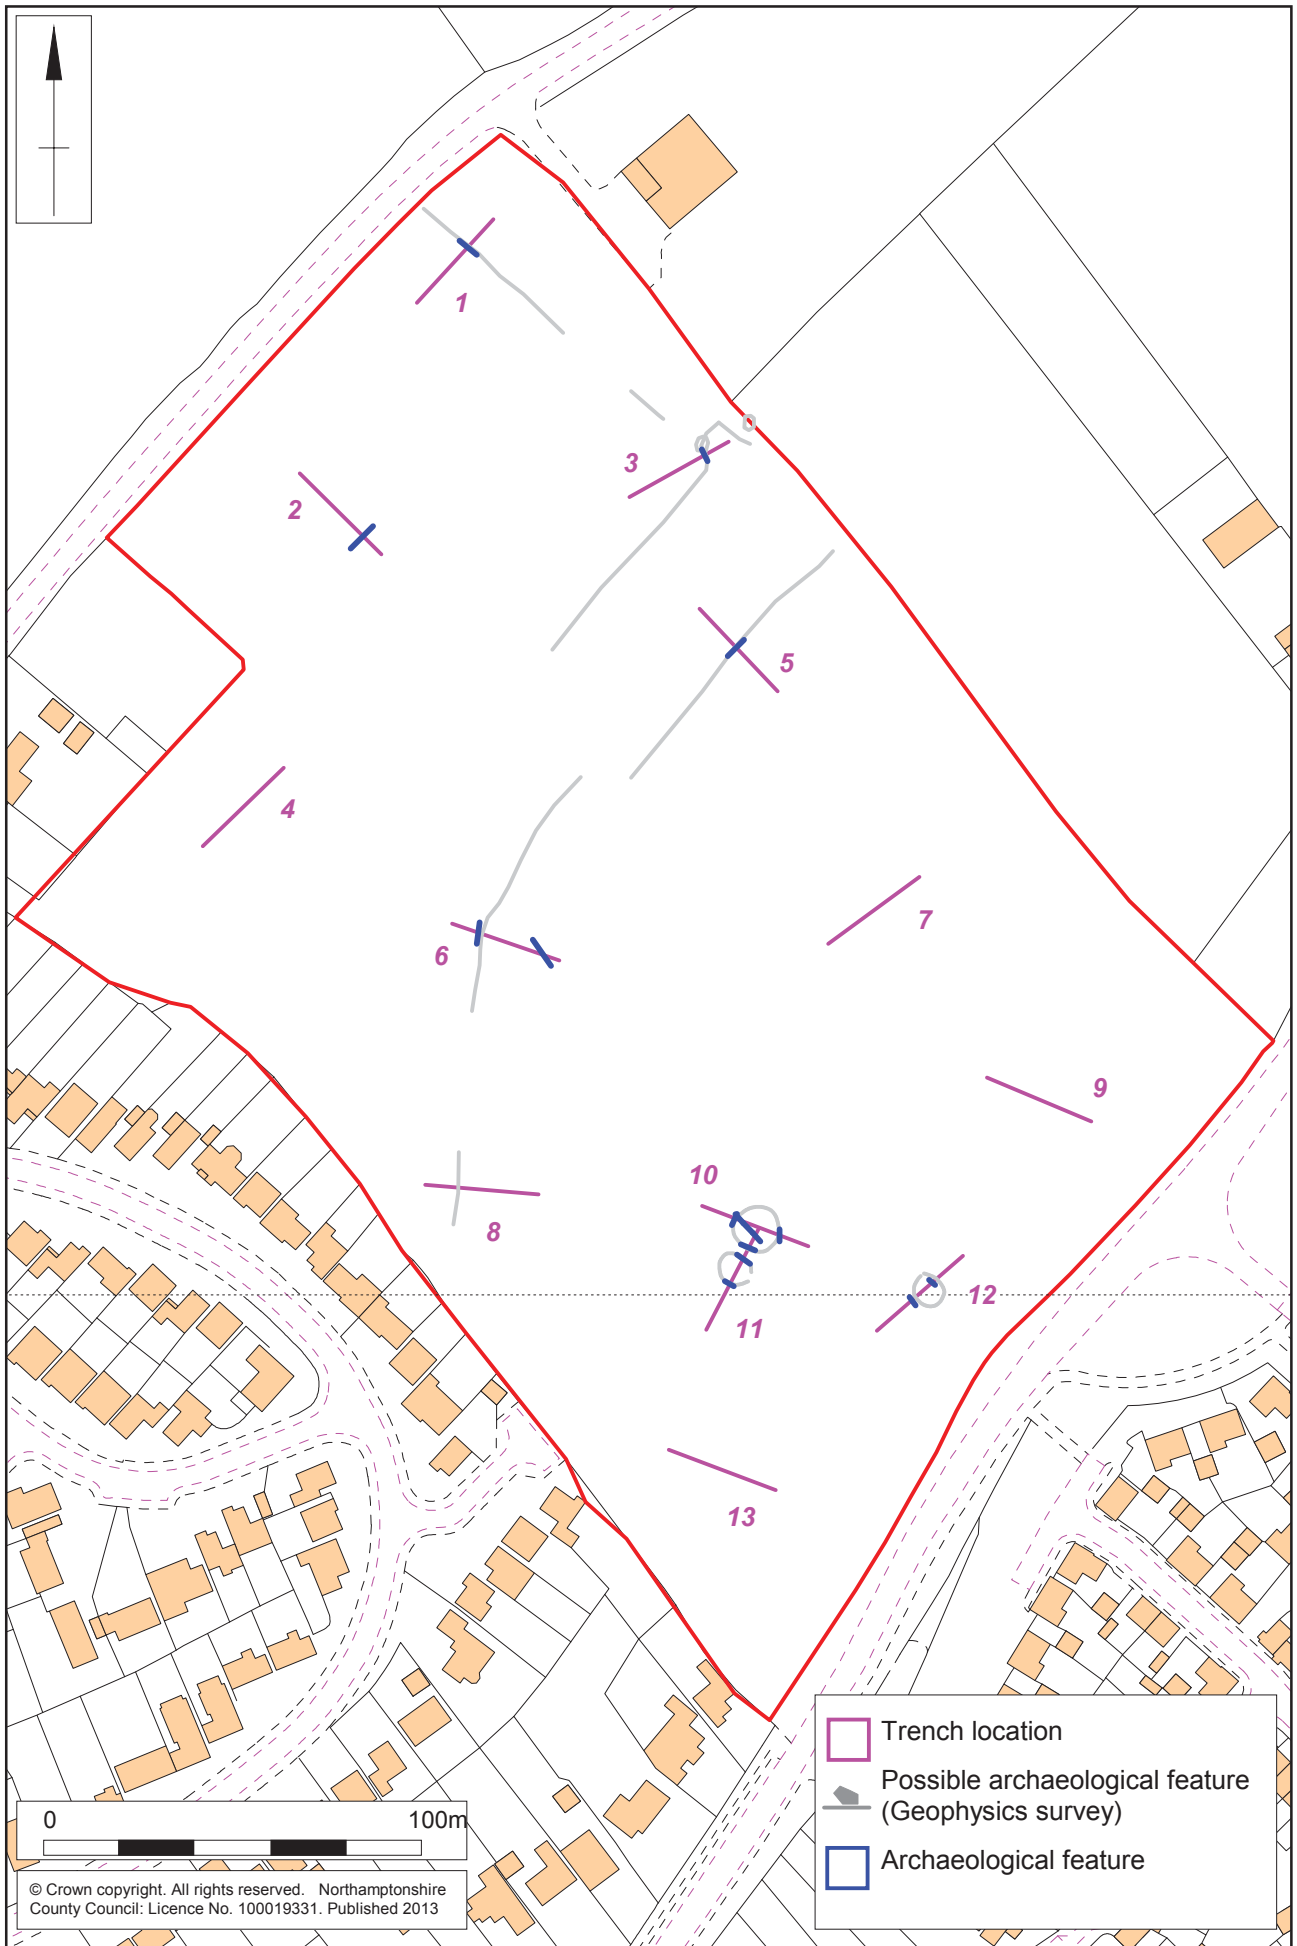 1
2
3
4
5
6
7
8
9
10
11
12
13
Trench location
Possible archaeological feature
(Geophysics survey)
Archaeological feature
0 100m
© Crown copyright. All rights reserved. Northamptonshire
County Council: Licence No. 100019331. Published 2013